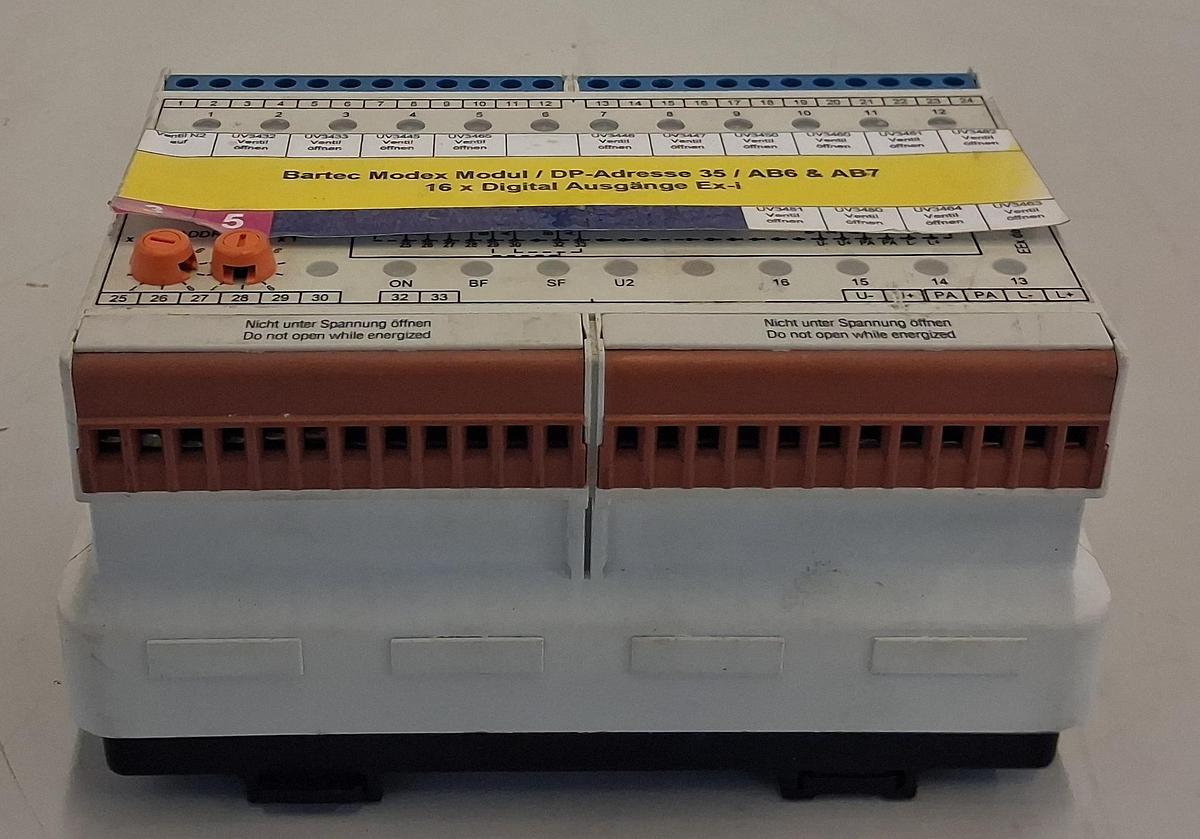 1 2 3 4 5 6 7 8 9 10 11 12 13 14 15 16 17 18 19 20 21 22 23 24
1 2 3 4 5 6 7 8 9 10 11 12
Ventil N2 auf
UV3432 Ventil öffnen
UV3433 Ventil öffnen
UV3445 Ventil öffnen
UV3465 Ventil öffnen
UV3446 Ventil öffnen
UV3447 Ventil öffnen
UV3450 Ventil öffnen
UV3460 Ventil öffnen
UV3461 Ventil öffnen
UV3462 Ventil öffnen
Bartec Modex Modul / DP-Adresse 35 / AB6 & AB7
16 x Digital Ausgänge Ex-i
5
UV3481 Ventil öffnen
UV3480 Ventil öffnen
UV3464 Ventil öffnen
UV3463 Ventil öffnen
ON BF SF U2 16 15 14 13
25 26 27 28 29 30 32 33 U- U+ PA PA L- L+
Nicht unter Spannung öffnen
Do not open while energized
Nicht unter Spannung öffnen
Do not open while energized